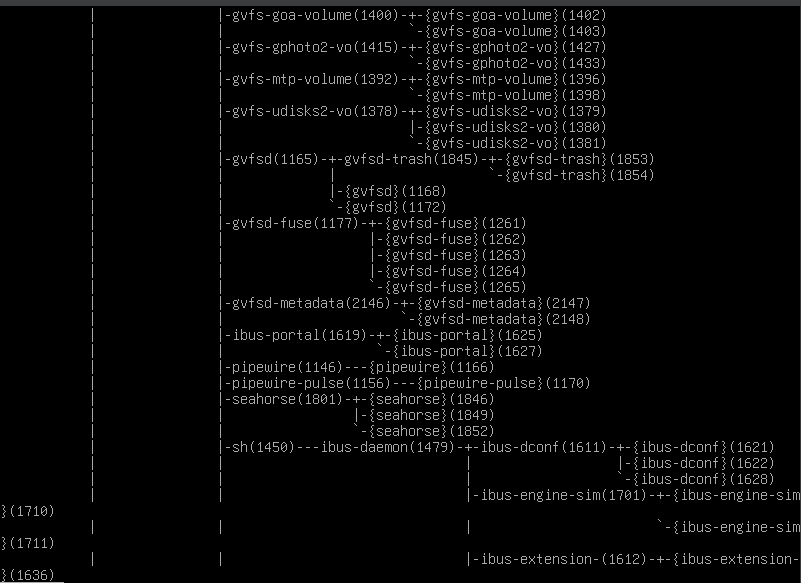 |               |-gvfs-goa-volume(1400)-+-{gvfs-goa-volume}(1402)
            |               |                       `-{gvfs-goa-volume}(1403)
            |               |-gvfs-gphoto2-vo(1415)-+-{gvfs-gphoto2-vo}(1427)
            |               |                       `-{gvfs-gphoto2-vo}(1433)
            |               |-gvfs-mtp-volume(1392)-+-{gvfs-mtp-volume}(1396)
            |               |                       `-{gvfs-mtp-volume}(1398)
            |               |-gvfs-udisks2-vo(1378)-+-{gvfs-udisks2-vo}(1379)
            |               |                       |-{gvfs-udisks2-vo}(1380)
            |               |                       `-{gvfs-udisks2-vo}(1381)
            |               |-gvfsd(1165)-+-gvfsd-trash(1845)-+-{gvfsd-trash}(1853)
            |               |             |                   `-{gvfsd-trash}(1854)
            |               |             |-{gvfsd}(1168)
            |               |             `-{gvfsd}(1172)
            |               |-gvfsd-fuse(1177)-+-{gvfsd-fuse}(1261)
            |               |                  |-{gvfsd-fuse}(1262)
            |               |                  |-{gvfsd-fuse}(1263)
            |               |                  |-{gvfsd-fuse}(1264)
            |               |                  `-{gvfsd-fuse}(1265)
            |               |-gvfsd-metadata(2146)-+-{gvfsd-metadata}(2147)
            |               |                      `-{gvfsd-metadata}(2148)
            |               |-ibus-portal(1619)-+-{ibus-portal}(1625)
            |               |                   `-{ibus-portal}(1627)
            |               |-pipewire(1146)---{pipewire}(1166)
            |               |-pipewire-pulse(1156)---{pipewire-pulse}(1170)
            |               |-seahorse(1801)-+-{seahorse}(1846)
            |               |                |-{seahorse}(1849)
            |               |                `-{seahorse}(1852)
            |               |-sh(1450)---ibus-daemon(1479)-+-ibus-dconf(1611)-+-{ibus-dconf}(1621)
            |               |                              |                  |-{ibus-dconf}(1622)
            |               |                              |                  `-{ibus-dconf}(1628)
            |               |                              |-ibus-engine-sim(1701)-+-{ibus-engine-sim
}(1710)
            |               |                              |                       `-{ibus-engine-sim
}(1711)
            |               |                              |-ibus-extension-(1612)-+-{ibus-extension-
}(1636)